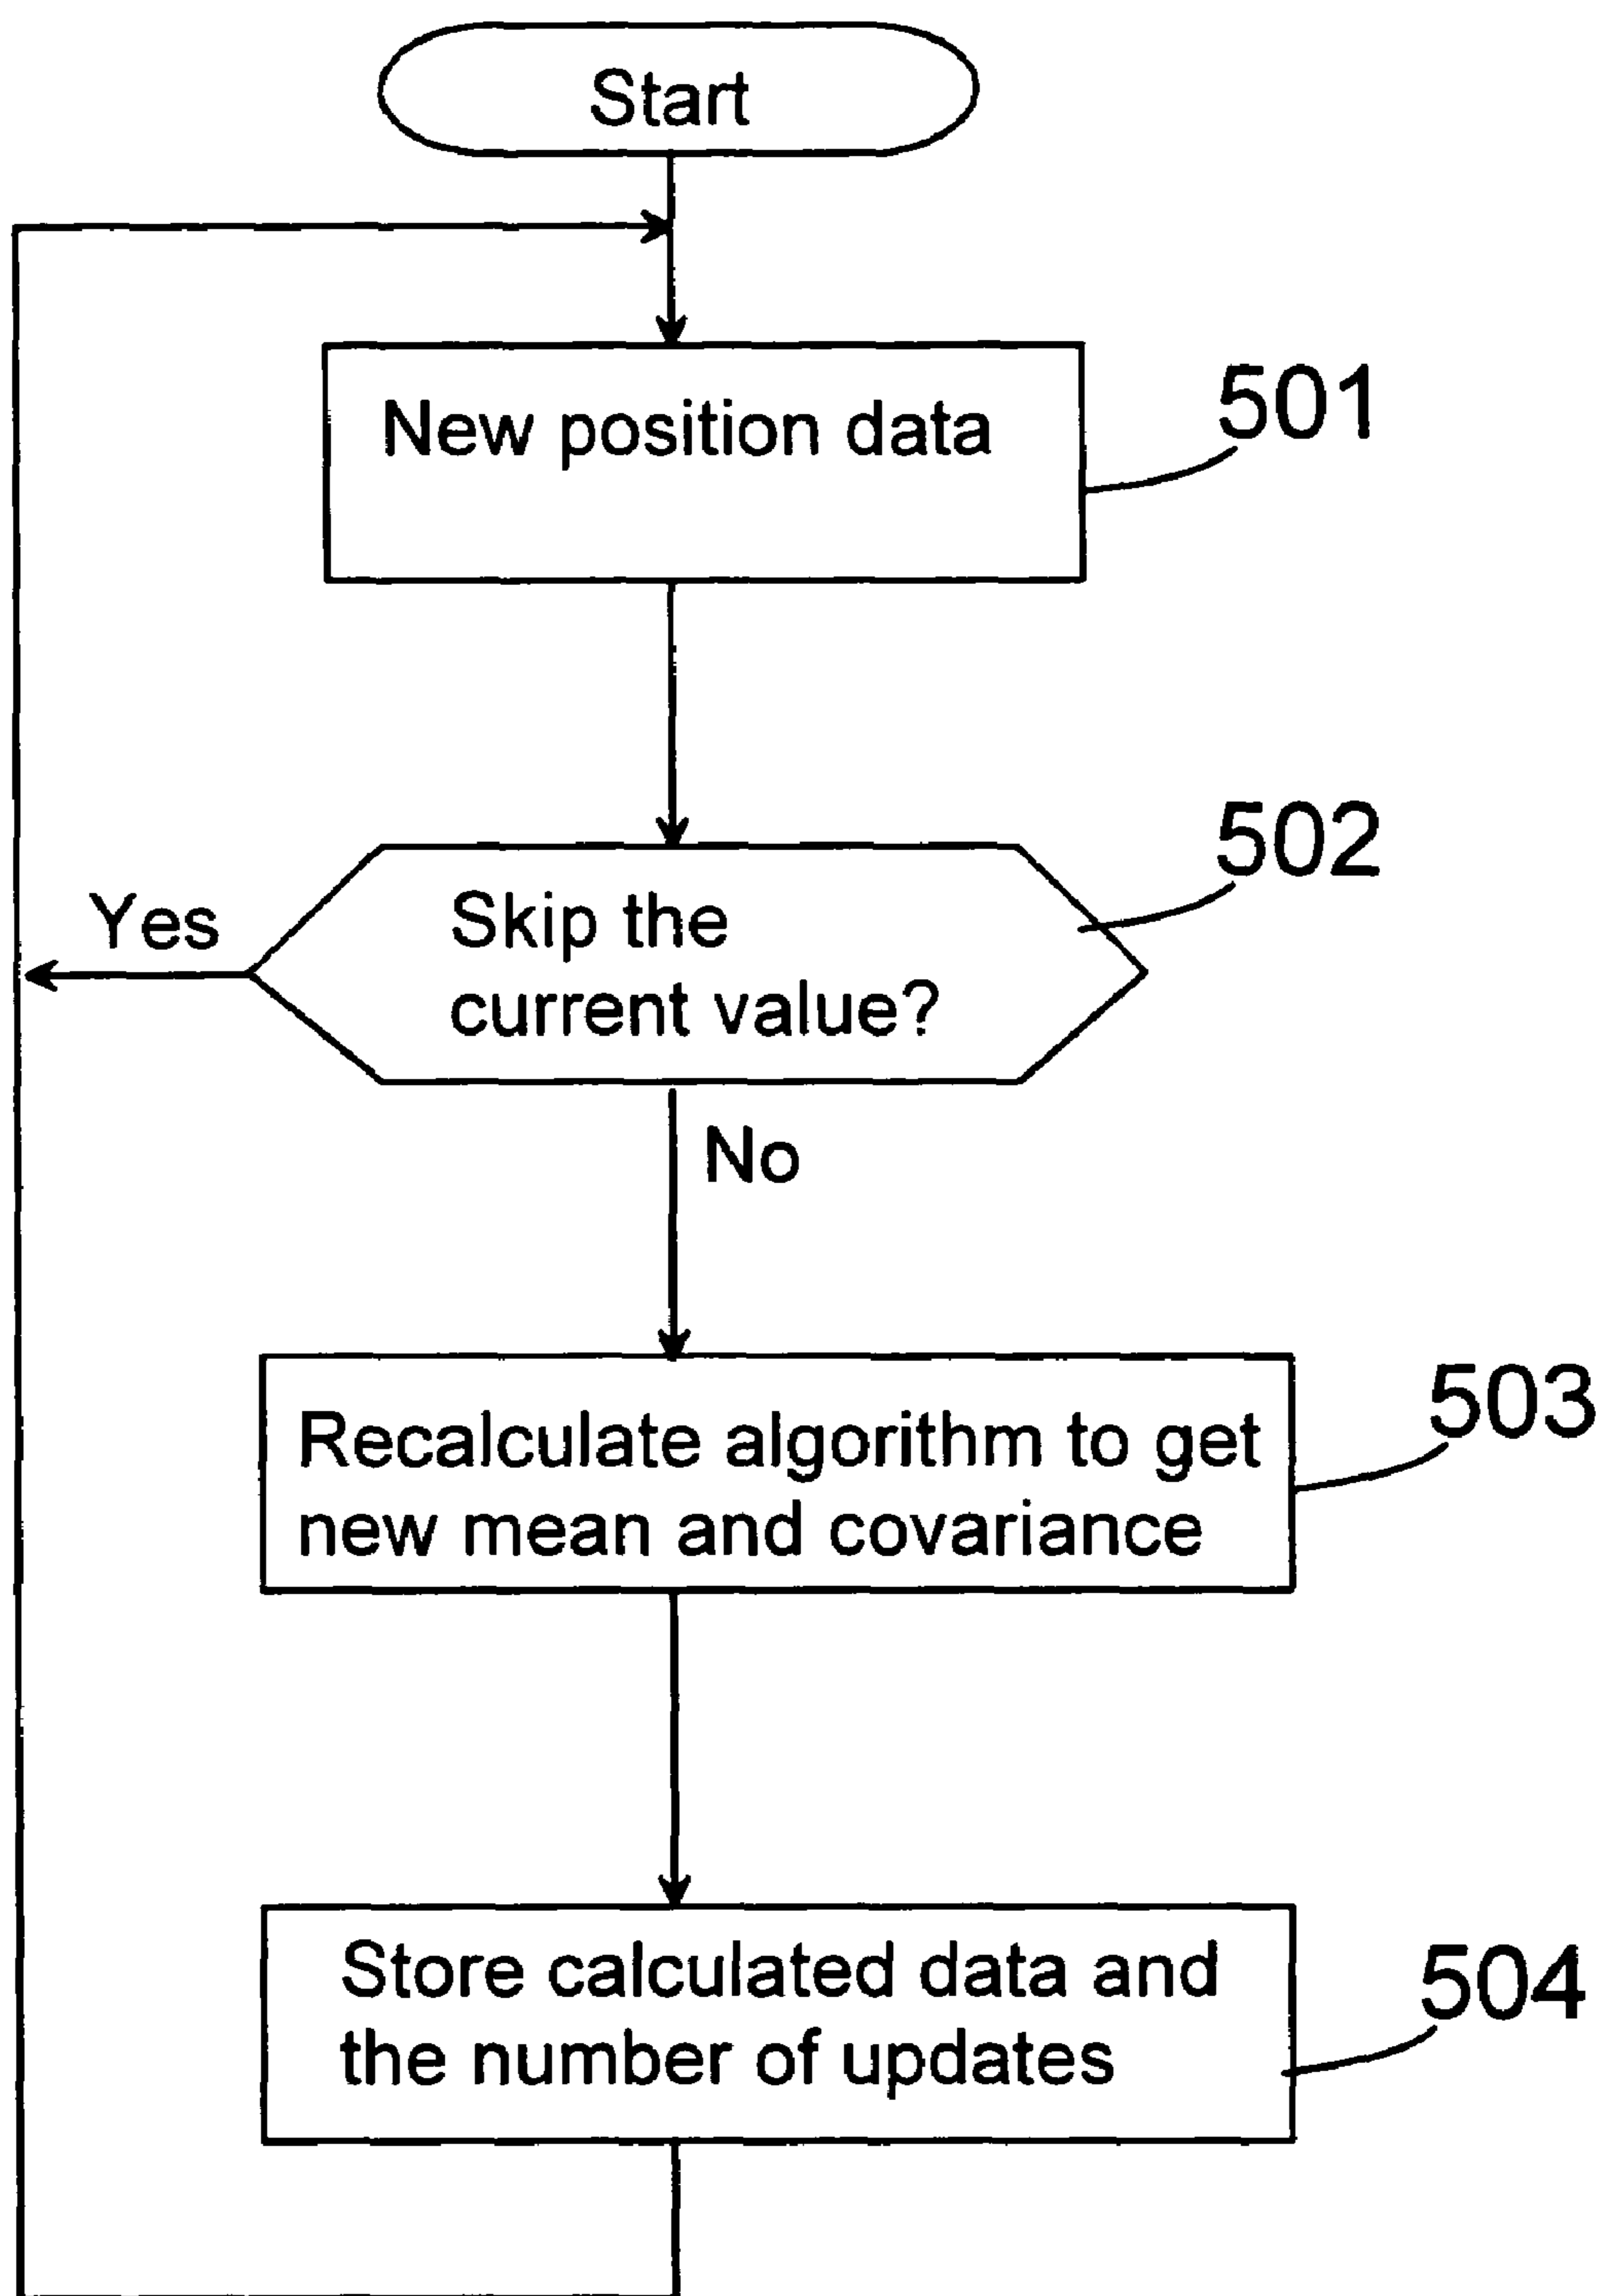 Start
New position data
501
502
Yes
Skip the
current value?
No
503
Recalculate algorithm to get
new mean and covariance
Store calculated data and
504
the number of updates